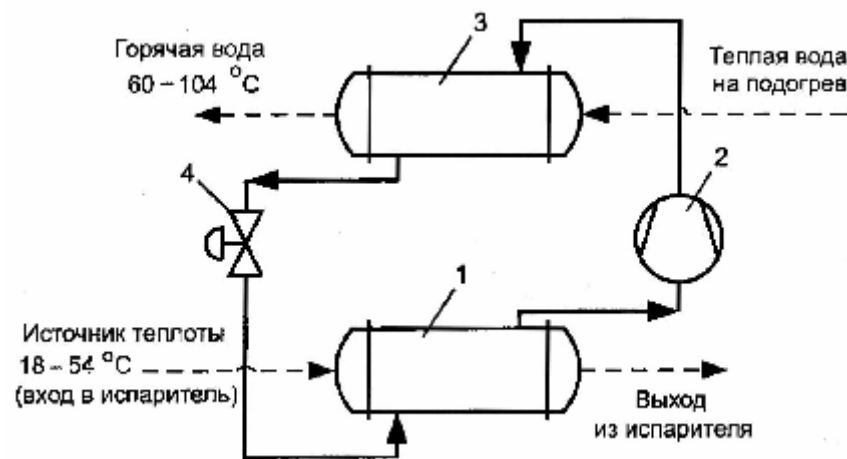 3
Горячая вода
60 – 104 °C
Теплая вода
на подогрев
4
2
1
Источник теплоты
18 – 54 °C
(вход в испаритель)
Выход
из испарителя